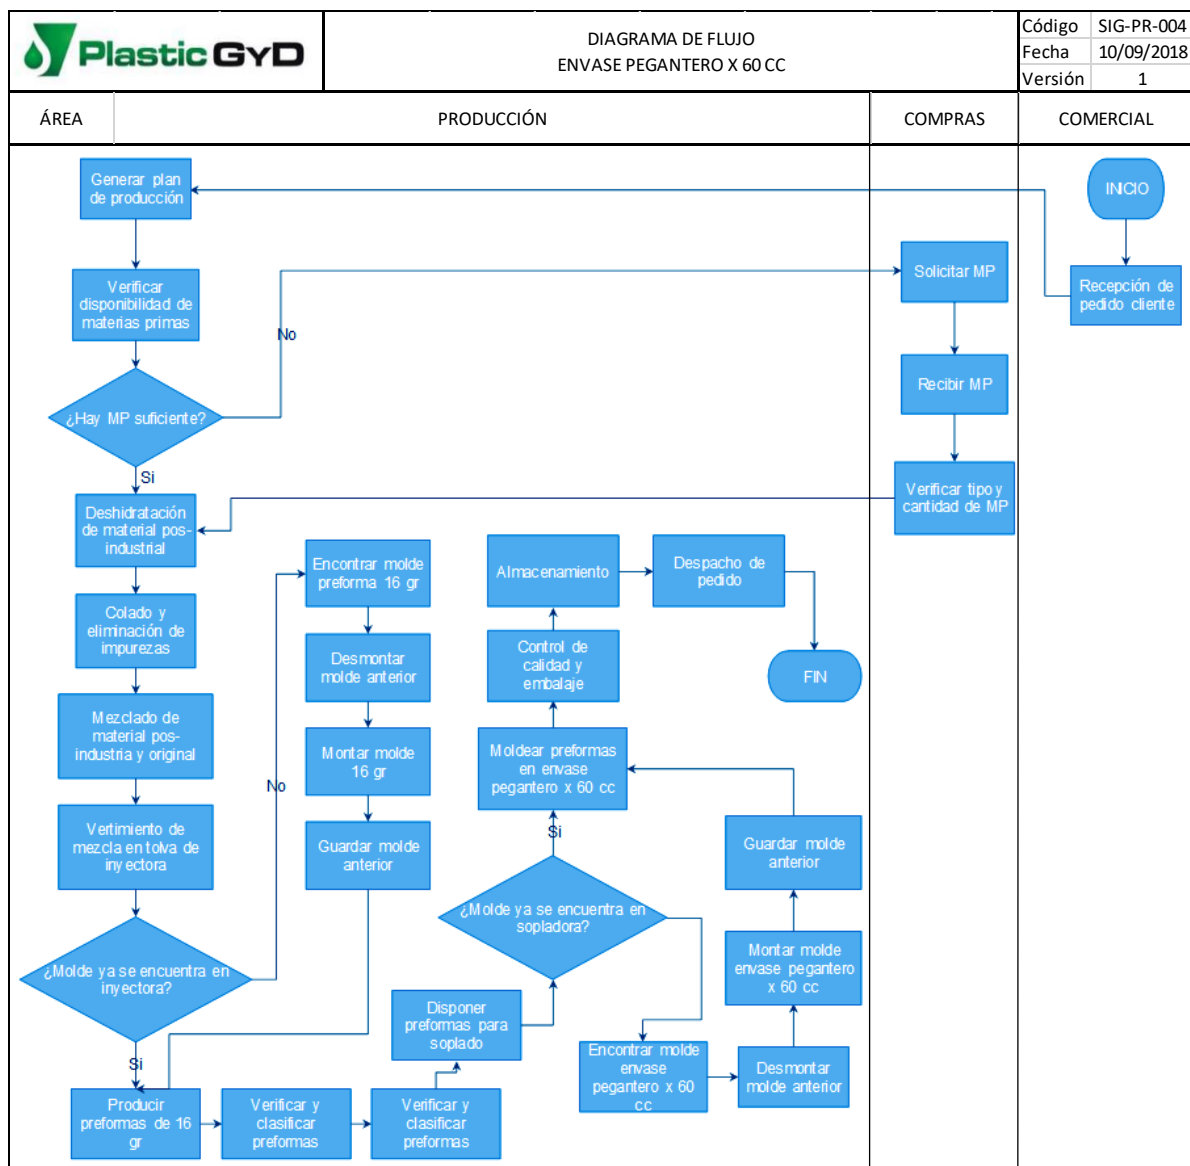 Plastic GYD
DIAGRAMA DE FLUJO
ENVASE PEGANTERO X 60 CC
Código SIG-PR-004
Fecha 10/09/2018
Versión 1
ÁREA
PRODUCCIÓN
COMPRAS
COMERCIAL
Generar plan
de producción
INICIO
Recepción de
pedido cliente
Verificar
disponibilidad de
materias primas
Solicitar MP
No
Recibir MP
¿Hay MP suficiente?
Si
Verificar tipo y
cantidad de MP
Deshidratación
de material pos-
industrial
Colado y
eliminación de
impurezas
Mezclado de
material pos-
industria y original
Vertimiento de
mezcla en tolva de
inyectora
¿Molde ya se encuentra en
inyectora?
No
Si
Encontrar molde
preforma 16 gr
Desmontar
molde anterior
Montar molde
16 gr
Guardar molde
anterior
Producir
preformas de 16
gr
Verificar y
clasificar
preformas
Verificar y
clasificar
preformas
Disponer
preformas para
soplado
¿Molde ya se encuentra en
sopladora?
Si
Encontrar molde
envase
pegantero x 60
cc
Desmontar
molde anterior
Montar molde
envase pegantero
x 60 cc
Guardar molde
anterior
Moldear preformas
en envase
pegantero x 60 cc
Control de
calidad y
embalaje
Almacenamiento
Despacho de
pedido
FIN